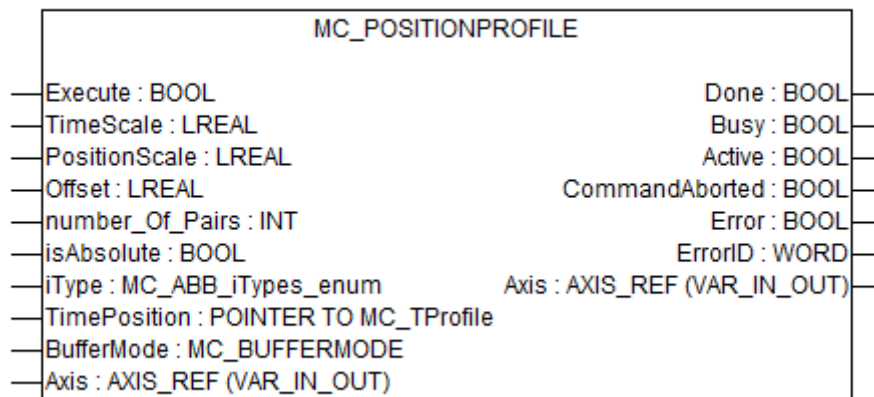 MC_POSITIONPROFILE
Execute : BOOL Done : BOOL
TimeScale : LREAL Busy : BOOL
PositionScale : LREAL Active : BOOL
Offset : LREAL CommandAborted : BOOL
number_Of_Pairs : INT Error : BOOL
isAbsolute : BOOL ErrorID : WORD
iType : MC_ABB_iTypes_enum Axis : AXIS_REF (VAR_IN_OUT)
TimePosition : POINTER TO MC_TProfile
BufferMode : MC_BUFFERMODE
Axis : AXIS_REF (VAR_IN_OUT)